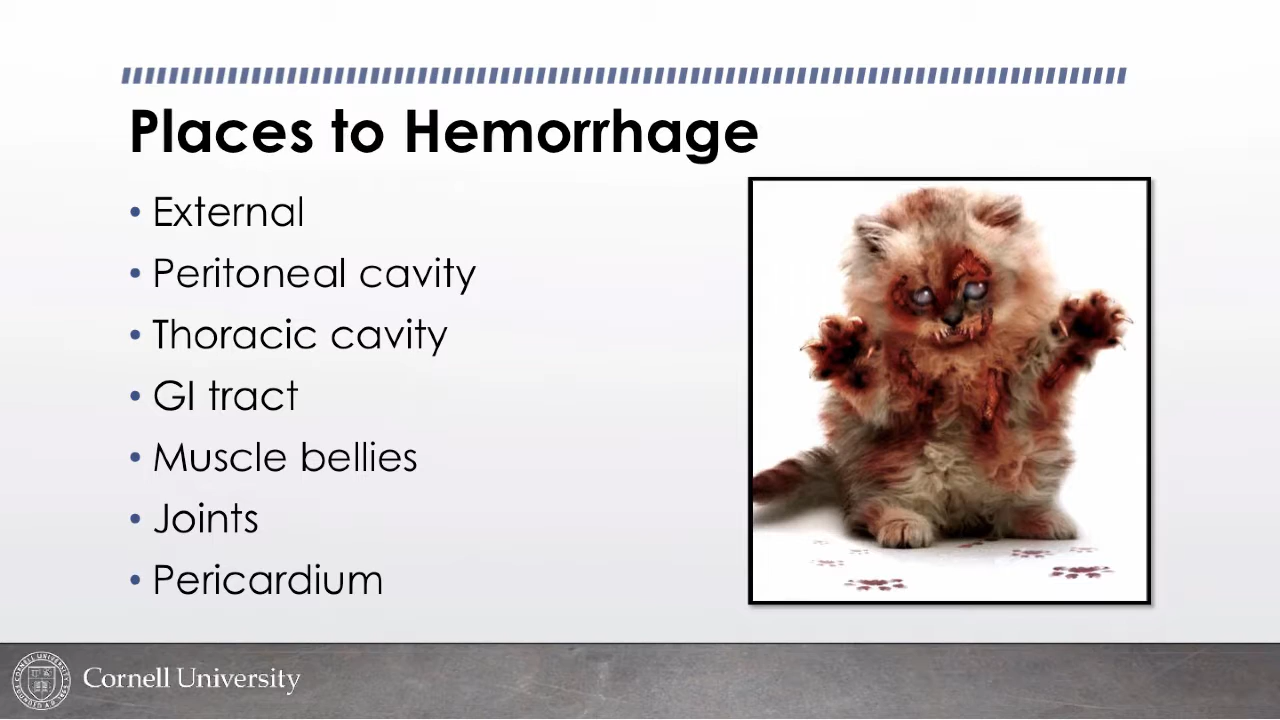 Places to Hemorrhage
• External
• Peritoneal cavity
• Thoracic cavity
• GI tract
• Muscle bellies
• Joints
• Pericardium
Cornell University